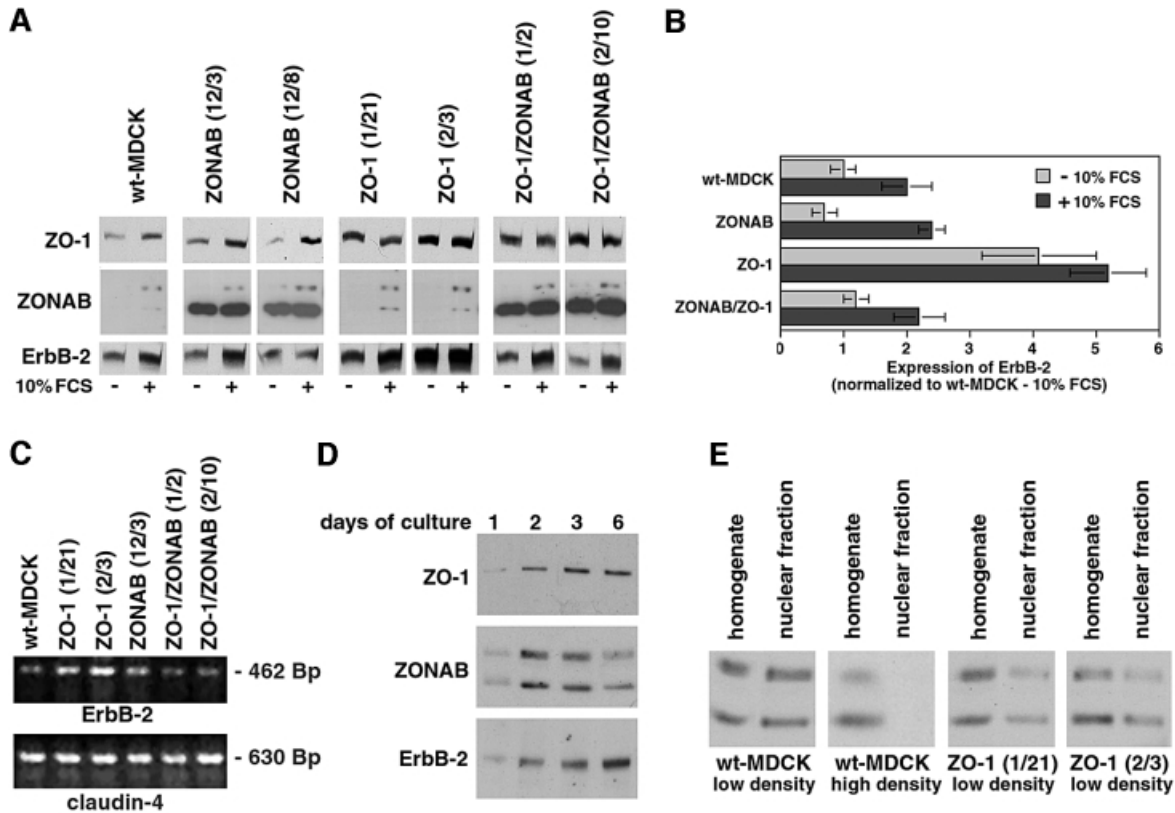 A
wt-MDCK
ZONAB (12/3)
ZONAB (12/8)
ZO-1 (1/21)
ZO-1 (2/3)
ZO-1/ZONAB (1/2)
ZO-1/ZONAB (2/10)
ZO-1
ZONAB
ErbB-2
10% FCS - + - + - + - + - + - + - +
B
wt-MDCK
ZONAB
ZO-1
ZONAB/ZO-1
- 10% FCS
+ 10% FCS
0 1 2 3 4 5 6
Expression of ErbB-2
(normalized to wt-MDCK - 10% FCS)
C
wt-MDCK
ZO-1 (1/21)
ZO-1 (2/3)
ZONAB (12/3)
ZO-1/ZONAB (1/2)
ZO-1/ZONAB (2/10)
- 462 Bp
ErbB-2
- 630 Bp
claudin-4
D
days of culture 1 2 3 6
ZO-1
ZONAB
ErbB-2
E
homogenate
nuclear fraction
homogenate
nuclear fraction
homogenate
nuclear fraction
homogenate
nuclear fraction
wt-MDCK
low density
wt-MDCK
high density
ZO-1 (1/21)
low density
ZO-1 (2/3)
low density